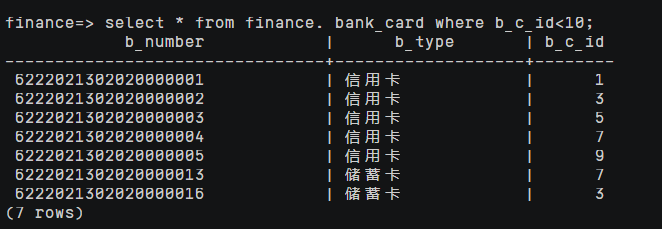 finance=> select * from finance. bank_card where b_c_id<10;
b_number | b_type | b_c_id
--------------------------------+----------------------+--------
6222021302020000001 | 信用卡 | 1
6222021302020000002 | 信用卡 | 3
6222021302020000003 | 信用卡 | 5
6222021302020000004 | 信用卡 | 7
6222021302020000005 | 信用卡 | 9
6222021302020000013 | 储蓄卡 | 7
6222021302020000016 | 储蓄卡 | 3
(7 rows)